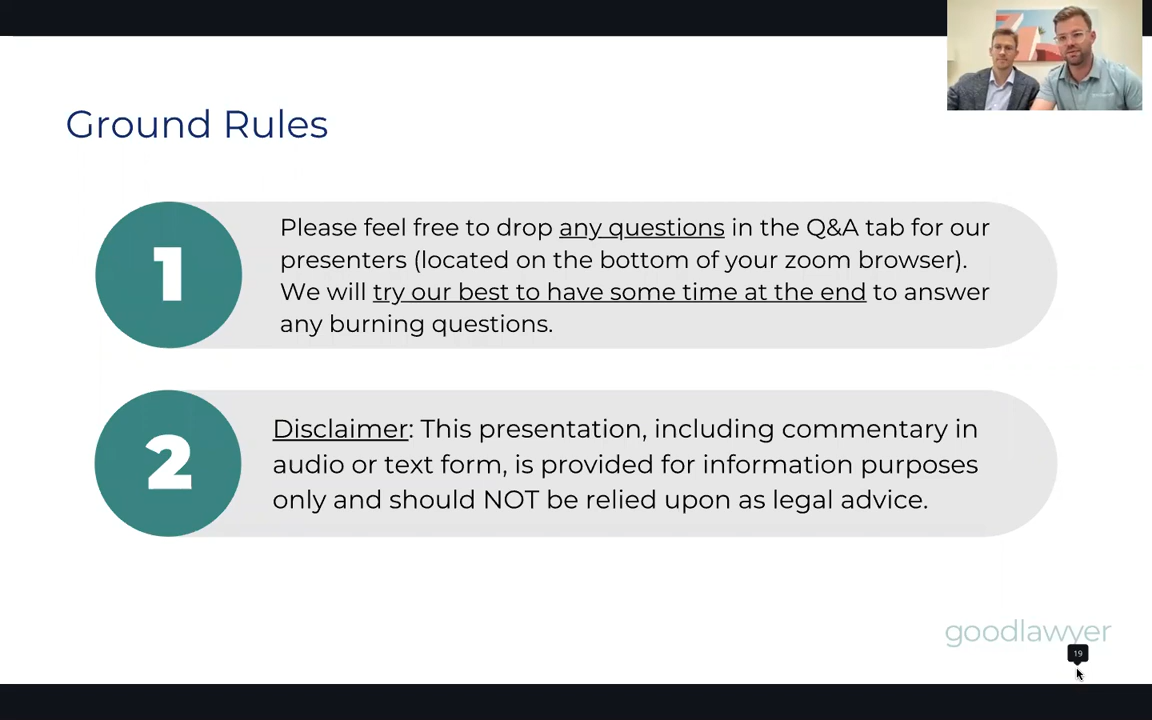 Ground Rules
1
Please feel free to drop any questions in the Q&A tab for our
presenters (located on the bottom of your zoom browser).
We will try our best to have some time at the end to answer
any burning questions.
2
Disclaimer: This presentation, including commentary in
audio or text form, is provided for information purposes
only and should NOT be relied upon as legal advice.
goodlawyer
19